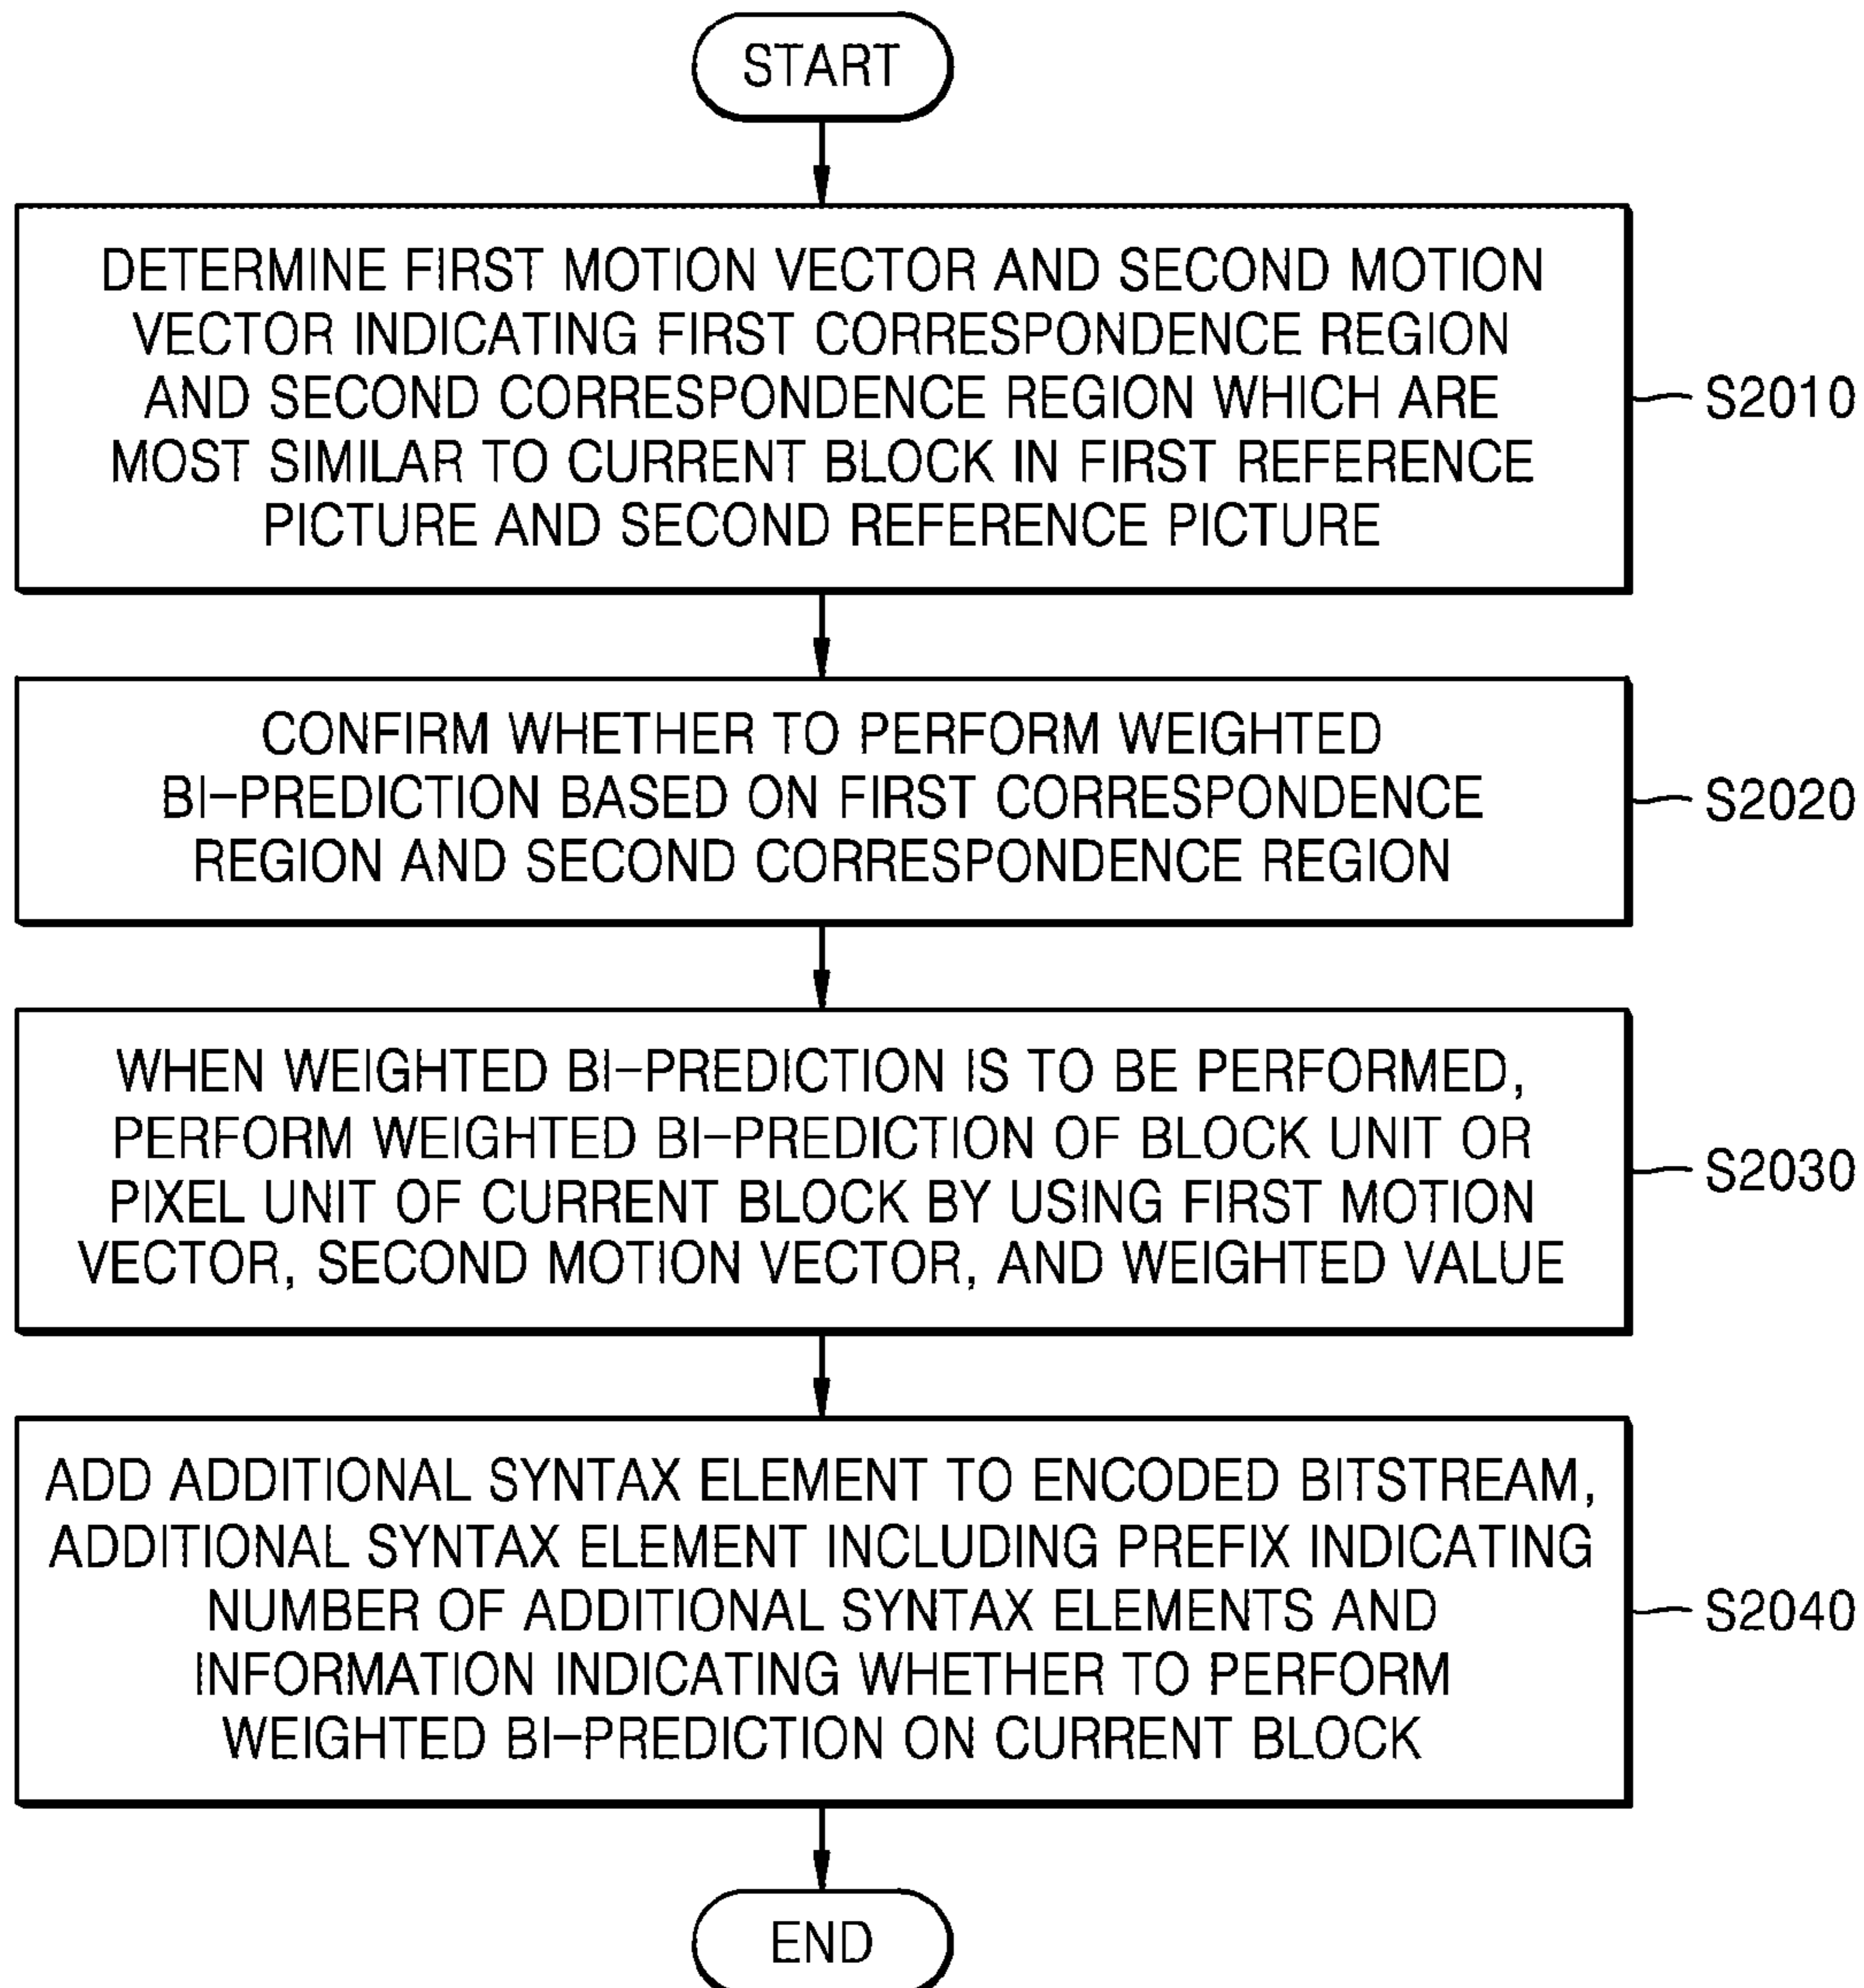 START
DETERMINE FIRST MOTION VECTOR AND SECOND MOTION
VECTOR INDICATING FIRST CORRESPONDENCE REGION
AND SECOND CORRESPONDENCE REGION WHICH ARE
MOST SIMILAR TO CURRENT BLOCK IN FIRST REFERENCE
PICTURE AND SECOND REFERENCE PICTURE
S2010
CONFIRM WHETHER TO PERFORM WEIGHTED
BI-PREDICTION BASED ON FIRST CORRESPONDENCE
REGION AND SECOND CORRESPONDENCE REGION
S2020
WHEN WEIGHTED BI-PREDICTION IS TO BE PERFORMED,
PERFORM WEIGHTED BI-PREDICTION OF BLOCK UNIT OR
PIXEL UNIT OF CURRENT BLOCK BY USING FIRST MOTION
VECTOR, SECOND MOTION VECTOR, AND WEIGHTED VALUE
S2030
ADD ADDITIONAL SYNTAX ELEMENT TO ENCODED BITSTREAM,
ADDITIONAL SYNTAX ELEMENT INCLUDING PREFIX INDICATING
NUMBER OF ADDITIONAL SYNTAX ELEMENTS AND
INFORMATION INDICATING WHETHER TO PERFORM
WEIGHTED BI-PREDICTION ON CURRENT BLOCK
S2040
END